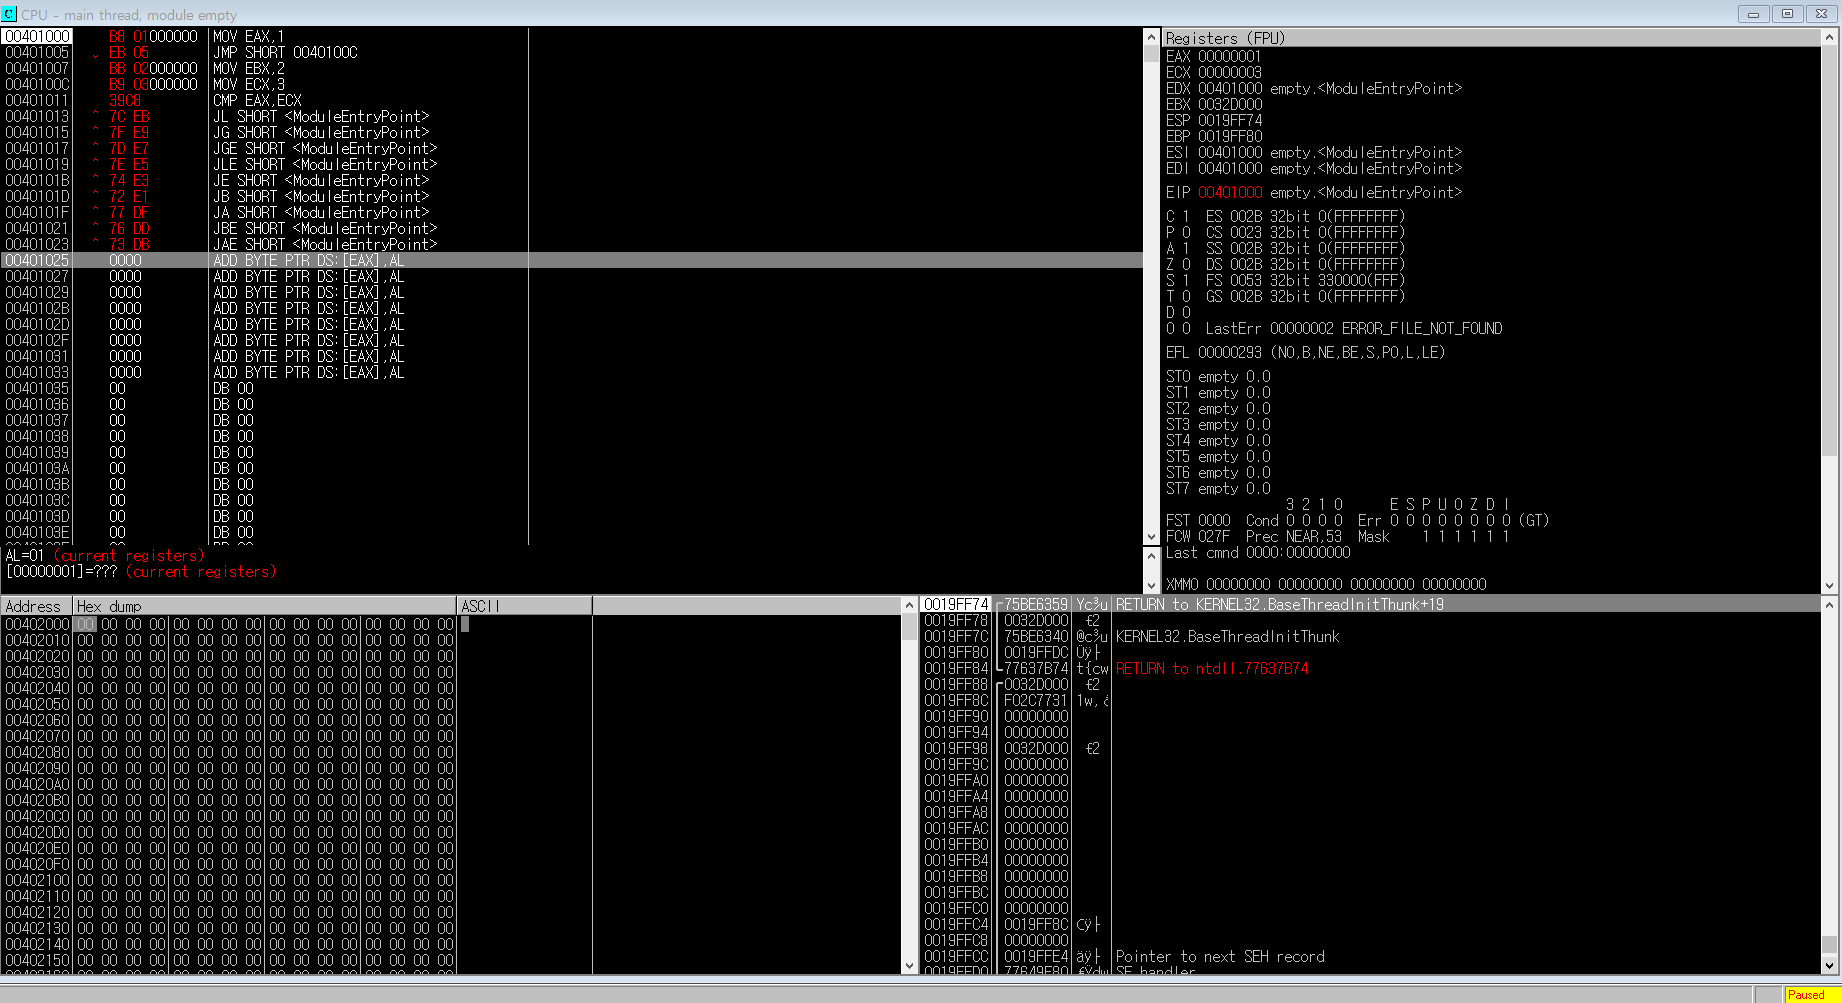 CPU - main thread, module empty
00401000 B8 01000000 MOV EAX,1
00401005 EB 05 JMP SHORT 0040100C
00401007 BB 02000000 MOV EBX,2
0040100C B9 03000000 MOV ECX,3
00401011 39C8 CMP EAX,ECX
00401013 ^ 7C EB JL SHORT <ModuleEntryPoint>
00401015 ^ 7F E9 JG SHORT <ModuleEntryPoint>
00401017 ^ 7D E7 JGE SHORT <ModuleEntryPoint>
00401019 ^ 7E E5 JLE SHORT <ModuleEntryPoint>
0040101B ^ 74 E3 JE SHORT <ModuleEntryPoint>
0040101D ^ 72 E1 JB SHORT <ModuleEntryPoint>
0040101F ^ 77 DF JA SHORT <ModuleEntryPoint>
00401021 ^ 76 DD JBE SHORT <ModuleEntryPoint>
00401023 ^ 73 DB JAE SHORT <ModuleEntryPoint>
00401025 0000 ADD BYTE PTR DS:[EAX],AL
00401027 0000 ADD BYTE PTR DS:[EAX],AL
00401029 0000 ADD BYTE PTR DS:[EAX],AL
0040102B 0000 ADD BYTE PTR DS:[EAX],AL
0040102D 0000 ADD BYTE PTR DS:[EAX],AL
0040102F 0000 ADD BYTE PTR DS:[EAX],AL
00401031 0000 ADD BYTE PTR DS:[EAX],AL
00401033 0000 ADD BYTE PTR DS:[EAX],AL
00401035 00 DB 00
00401036 00 DB 00
00401037 00 DB 00
00401038 00 DB 00
00401039 00 DB 00
0040103A 00 DB 00
0040103B 00 DB 00
0040103C 00 DB 00
0040103D 00 DB 00
0040103E 00 DB 00
AL=01 (current registers)
[00000001]=??? (current registers)
Registers (FPU)
EAX 00000001
ECX 00000003
EDX 00401000 empty.<ModuleEntryPoint>
EBX 0032D000
ESP 0019FF74
EBP 0019FF80
ESI 00401000 empty.<ModuleEntryPoint>
EDI 00401000 empty.<ModuleEntryPoint>
EIP 00401000 empty.<ModuleEntryPoint>
C 1 ES 002B 32bit 0(FFFFFFFF)
P 0 CS 0023 32bit 0(FFFFFFFF)
A 1 SS 002B 32bit 0(FFFFFFFF)
Z 0 DS 002B 32bit 0(FFFFFFFF)
S 1 FS 0053 32bit 330000(FFF)
T 0 GS 002B 32bit 0(FFFFFFFF)
D 0
O 0 LastErr 00000002 ERROR_FILE_NOT_FOUND
EFL 00000293 (NO,B,NE,BE,S,PO,L,LE)
ST0 empty 0.0
ST1 empty 0.0
ST2 empty 0.0
ST3 empty 0.0
ST4 empty 0.0
ST5 empty 0.0
ST6 empty 0.0
ST7 empty 0.0
3 2 1 0 E S P U O Z D I
FST 0000 Cond 0 0 0 0 Err 0 0 0 0 0 0 0 0 (GT)
FCW 027F Prec NEAR,53 Mask 1 1 1 1 1 1
Last cmnd 0000:00000000
XMM0 00000000 00000000 00000000 00000000
Address Hex dump ASCII
00402000 00 00 00 00 00 00 00 00 00 00 00 00 00 00 00 00
00402010 00 00 00 00 00 00 00 00 00 00 00 00 00 00 00 00
00402020 00 00 00 00 00 00 00 00 00 00 00 00 00 00 00 00
00402030 00 00 00 00 00 00 00 00 00 00 00 00 00 00 00 00
00402040 00 00 00 00 00 00 00 00 00 00 00 00 00 00 00 00
00402050 00 00 00 00 00 00 00 00 00 00 00 00 00 00 00 00
00402060 00 00 00 00 00 00 00 00 00 00 00 00 00 00 00 00
00402070 00 00 00 00 00 00 00 00 00 00 00 00 00 00 00 00
00402080 00 00 00 00 00 00 00 00 00 00 00 00 00 00 00 00
00402090 00 00 00 00 00 00 00 00 00 00 00 00 00 00 00 00
004020A0 00 00 00 00 00 00 00 00 00 00 00 00 00 00 00 00
004020B0 00 00 00 00 00 00 00 00 00 00 00 00 00 00 00 00
004020C0 00 00 00 00 00 00 00 00 00 00 00 00 00 00 00 00
004020D0 00 00 00 00 00 00 00 00 00 00 00 00 00 00 00 00
004020E0 00 00 00 00 00 00 00 00 00 00 00 00 00 00 00 00
004020F0 00 00 00 00 00 00 00 00 00 00 00 00 00 00 00 00
00402100 00 00 00 00 00 00 00 00 00 00 00 00 00 00 00 00
00402110 00 00 00 00 00 00 00 00 00 00 00 00 00 00 00 00
00402120 00 00 00 00 00 00 00 00 00 00 00 00 00 00 00 00
00402130 00 00 00 00 00 00 00 00 00 00 00 00 00 00 00 00
00402140 00 00 00 00 00 00 00 00 00 00 00 00 00 00 00 00
00402150 00 00 00 00 00 00 00 00 00 00 00 00 00 00 00 00
0019FF74 75BE6359 Yc¾u RETURN to KERNEL32.BaseThreadInitThunk+19
0019FF78 0032D000 €2
0019FF7C 75BE6340 @c¾u KERNEL32.BaseThreadInitThunk
0019FF80 0019FFDC Üÿ
0019FF84 77637B74 t{cw RETURN to ntdll.77637B74
0019FF88 0032D000 €2
0019FF8C F02C7731 1w,
0019FF90 00000000
0019FF94 00000000
0019FF98 0032D000 €2
0019FF9C 00000000
0019FFA0 00000000
0019FFA4 00000000
0019FFA8 00000000
0019FFAC 00000000
0019FFB0 00000000
0019FFB4 00000000
0019FFB8 00000000
0019FFBC 00000000
0019FFC0 00000000
0019FFC4 0019FF8C Cÿ
0019FFC8 00000000
0019FFCC 0019FFE4 äÿ Pointer to next SEH record
0019FFD0 77649F80 €Ÿdw SE handler
Paused